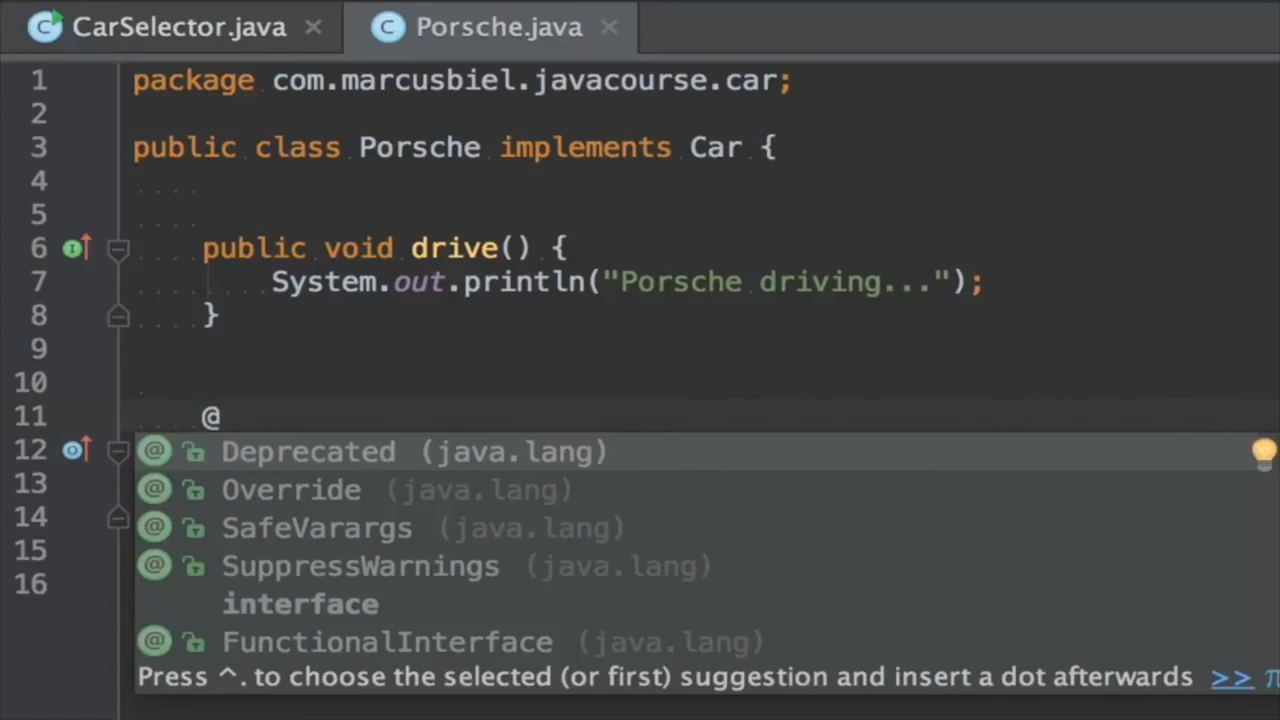 CarSelector.java
Porsche.java
1 package com.marcusbiel.javacourse.car;
2
3 public class Porsche implements Car {
4
5
6 public void drive() {
7 System.out.println("Porsche driving...");
8 }
9
10
11 @
12 Deprecated (java.lang)
13 Override (java.lang)
14 SafeVarargs (java.lang)
15 SuppressWarnings (java.lang)
16 interface
FunctionalInterface (java.lang)
Press ^. to choose the selected (or first) suggestion and insert a dot afterwards >> π